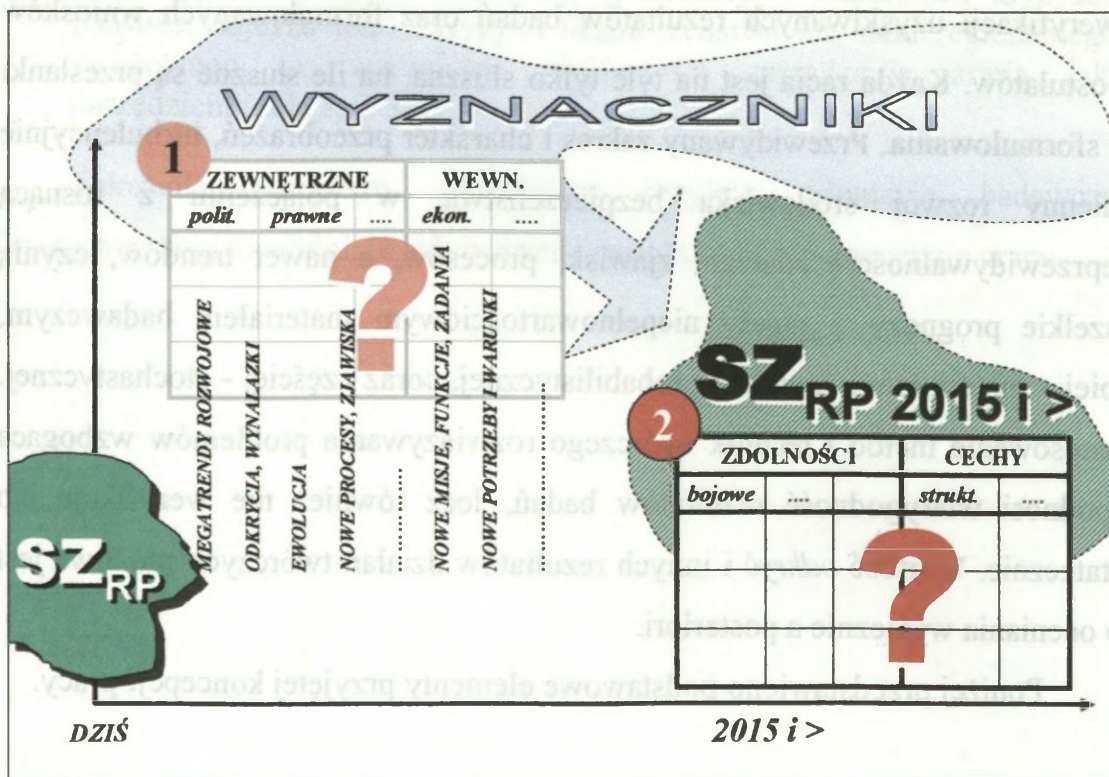 WYZNACZNIKI
1
ZEWNĘTRZNE WEWN.
polit. prawne .... ekon. .....
?
MEGATRENDY ROZWOJOWE
ODKRYCIA, WYNALAZKI
EWOLUCJA
NOWE PROCESY, ZJAWISKA
..........
NOWE MISJE, FUNKCJE, ZADANIA
NOWE POTRZEBY I WARUNKI
..................
SZ RP 2015 i >
2
ZDOLNOŚCI CECHY
bojowe .... strukt. ....
?
SZ RP
DZIŚ 2015 i >